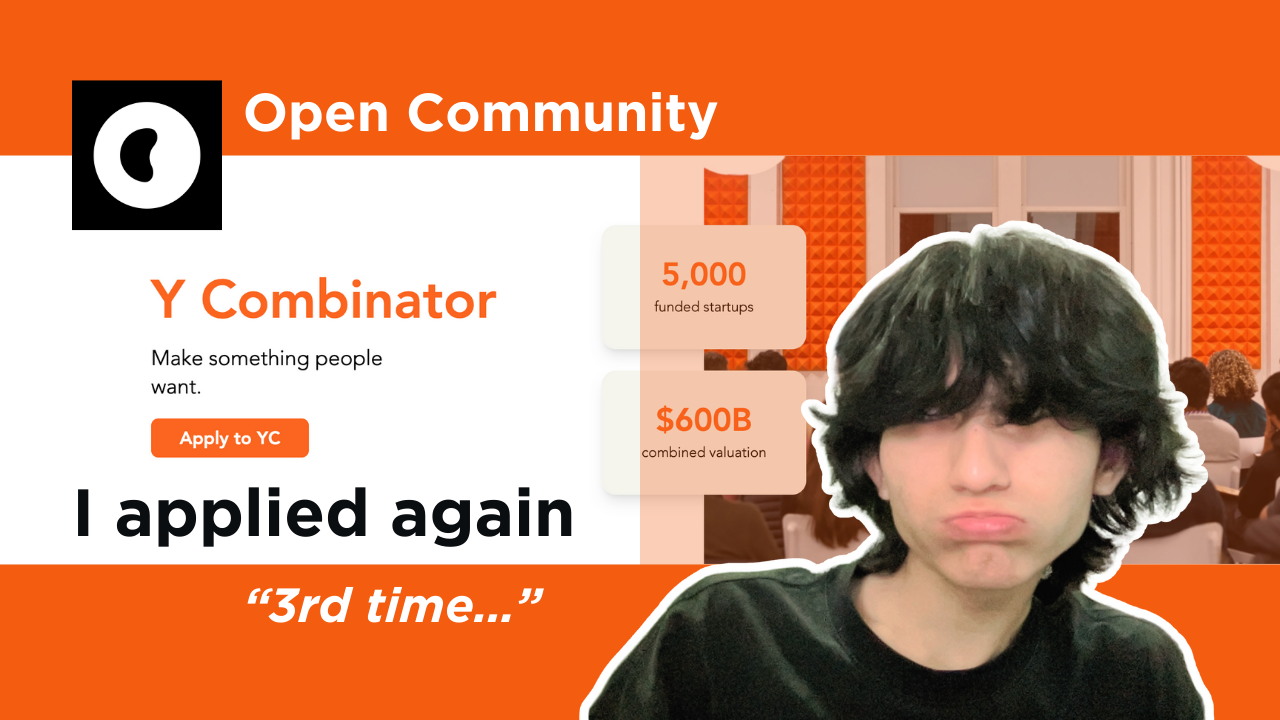 Open Community
Y Combinator
Make something people
want.
Apply to YC
5,000
funded startups
$600B
combined valuation
I applied again
“3rd time...”